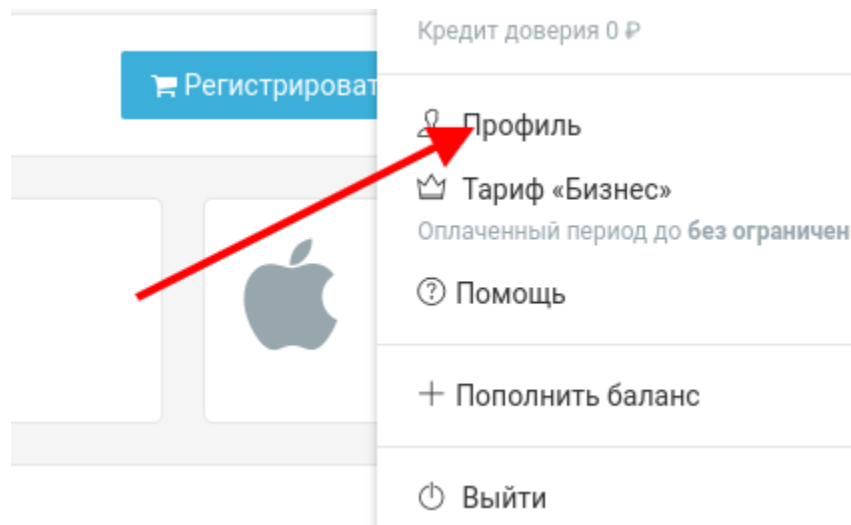 Кредит доверия 0 ₽
Регистрироват
Профиль
Тариф «Бизнес»
Оплаченный период до без ограничен
Помощь
Пополнить баланс
Выйти